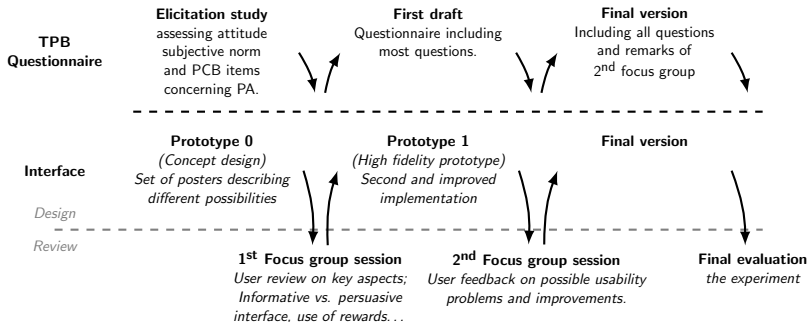 TPB
Questionnaire
Elicitation study
assessing attitude
subjective norm
and PCB items
concerning PA.
First draft
Questionnaire including
most questions.
Final version
Including all questions
and remarks of
2nd focus group
Interface
Prototype 0
(Concept design)
Set of posters describing
different possibilities
Prototype 1
(High fidelity prototype)
Second and improved
implementation
Final version
Design
Review
1st Focus group session
User review on key aspects;
Informative vs. persuasive
interface, use of rewards...
2nd Focus group session
User feedback on possible usability
problems and improvements.
Final evaluation
the experiment